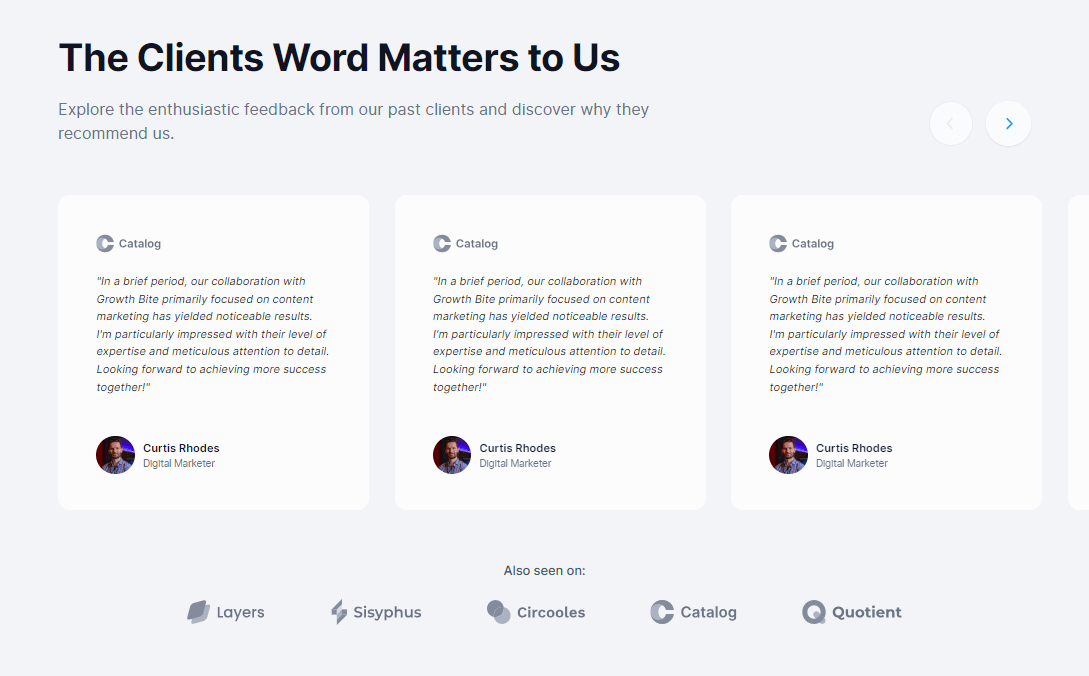 The Clients Word Matters to Us
Explore the enthusiastic feedback from our past clients and discover why they
recommend us.
Catalog
"In a brief period, our collaboration with
Growth Bite primarily focused on content
marketing has yielded noticeable results.
I'm particularly impressed with their level of
expertise and meticulous attention to detail.
Looking forward to achieving more success
together!"
Curtis Rhodes
Digital Marketer
Catalog
"In a brief period, our collaboration with
Growth Bite primarily focused on content
marketing has yielded noticeable results.
I'm particularly impressed with their level of
expertise and meticulous attention to detail.
Looking forward to achieving more success
together!"
Curtis Rhodes
Digital Marketer
Catalog
"In a brief period, our collaboration with
Growth Bite primarily focused on content
marketing has yielded noticeable results.
I'm particularly impressed with their level of
expertise and meticulous attention to detail.
Looking forward to achieving more success
together!"
Curtis Rhodes
Digital Marketer
Also seen on:
Layers
Sisyphus
Circooles
Catalog
Quotient